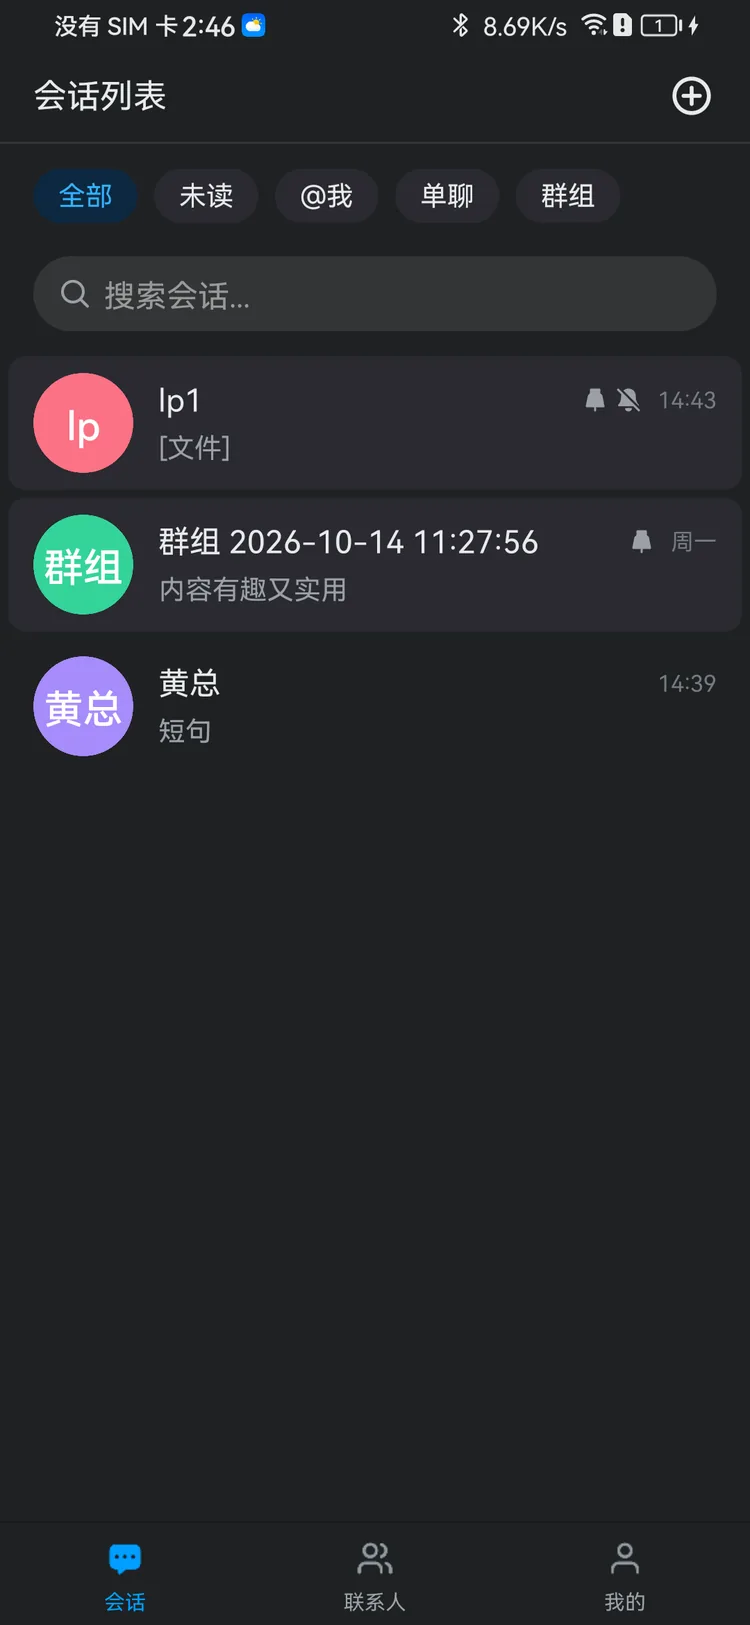 没有 SIM 卡 2:46 8.69K/s 1
会话列表
全部 未读 @我 单聊 群组
搜索会话...
lp lp1 14:43
[文件]
群组 群组 2026-10-14 11:27:56 周一
内容有趣又实用
黄总 黄总 14:39
短句
会话 联系人 我的